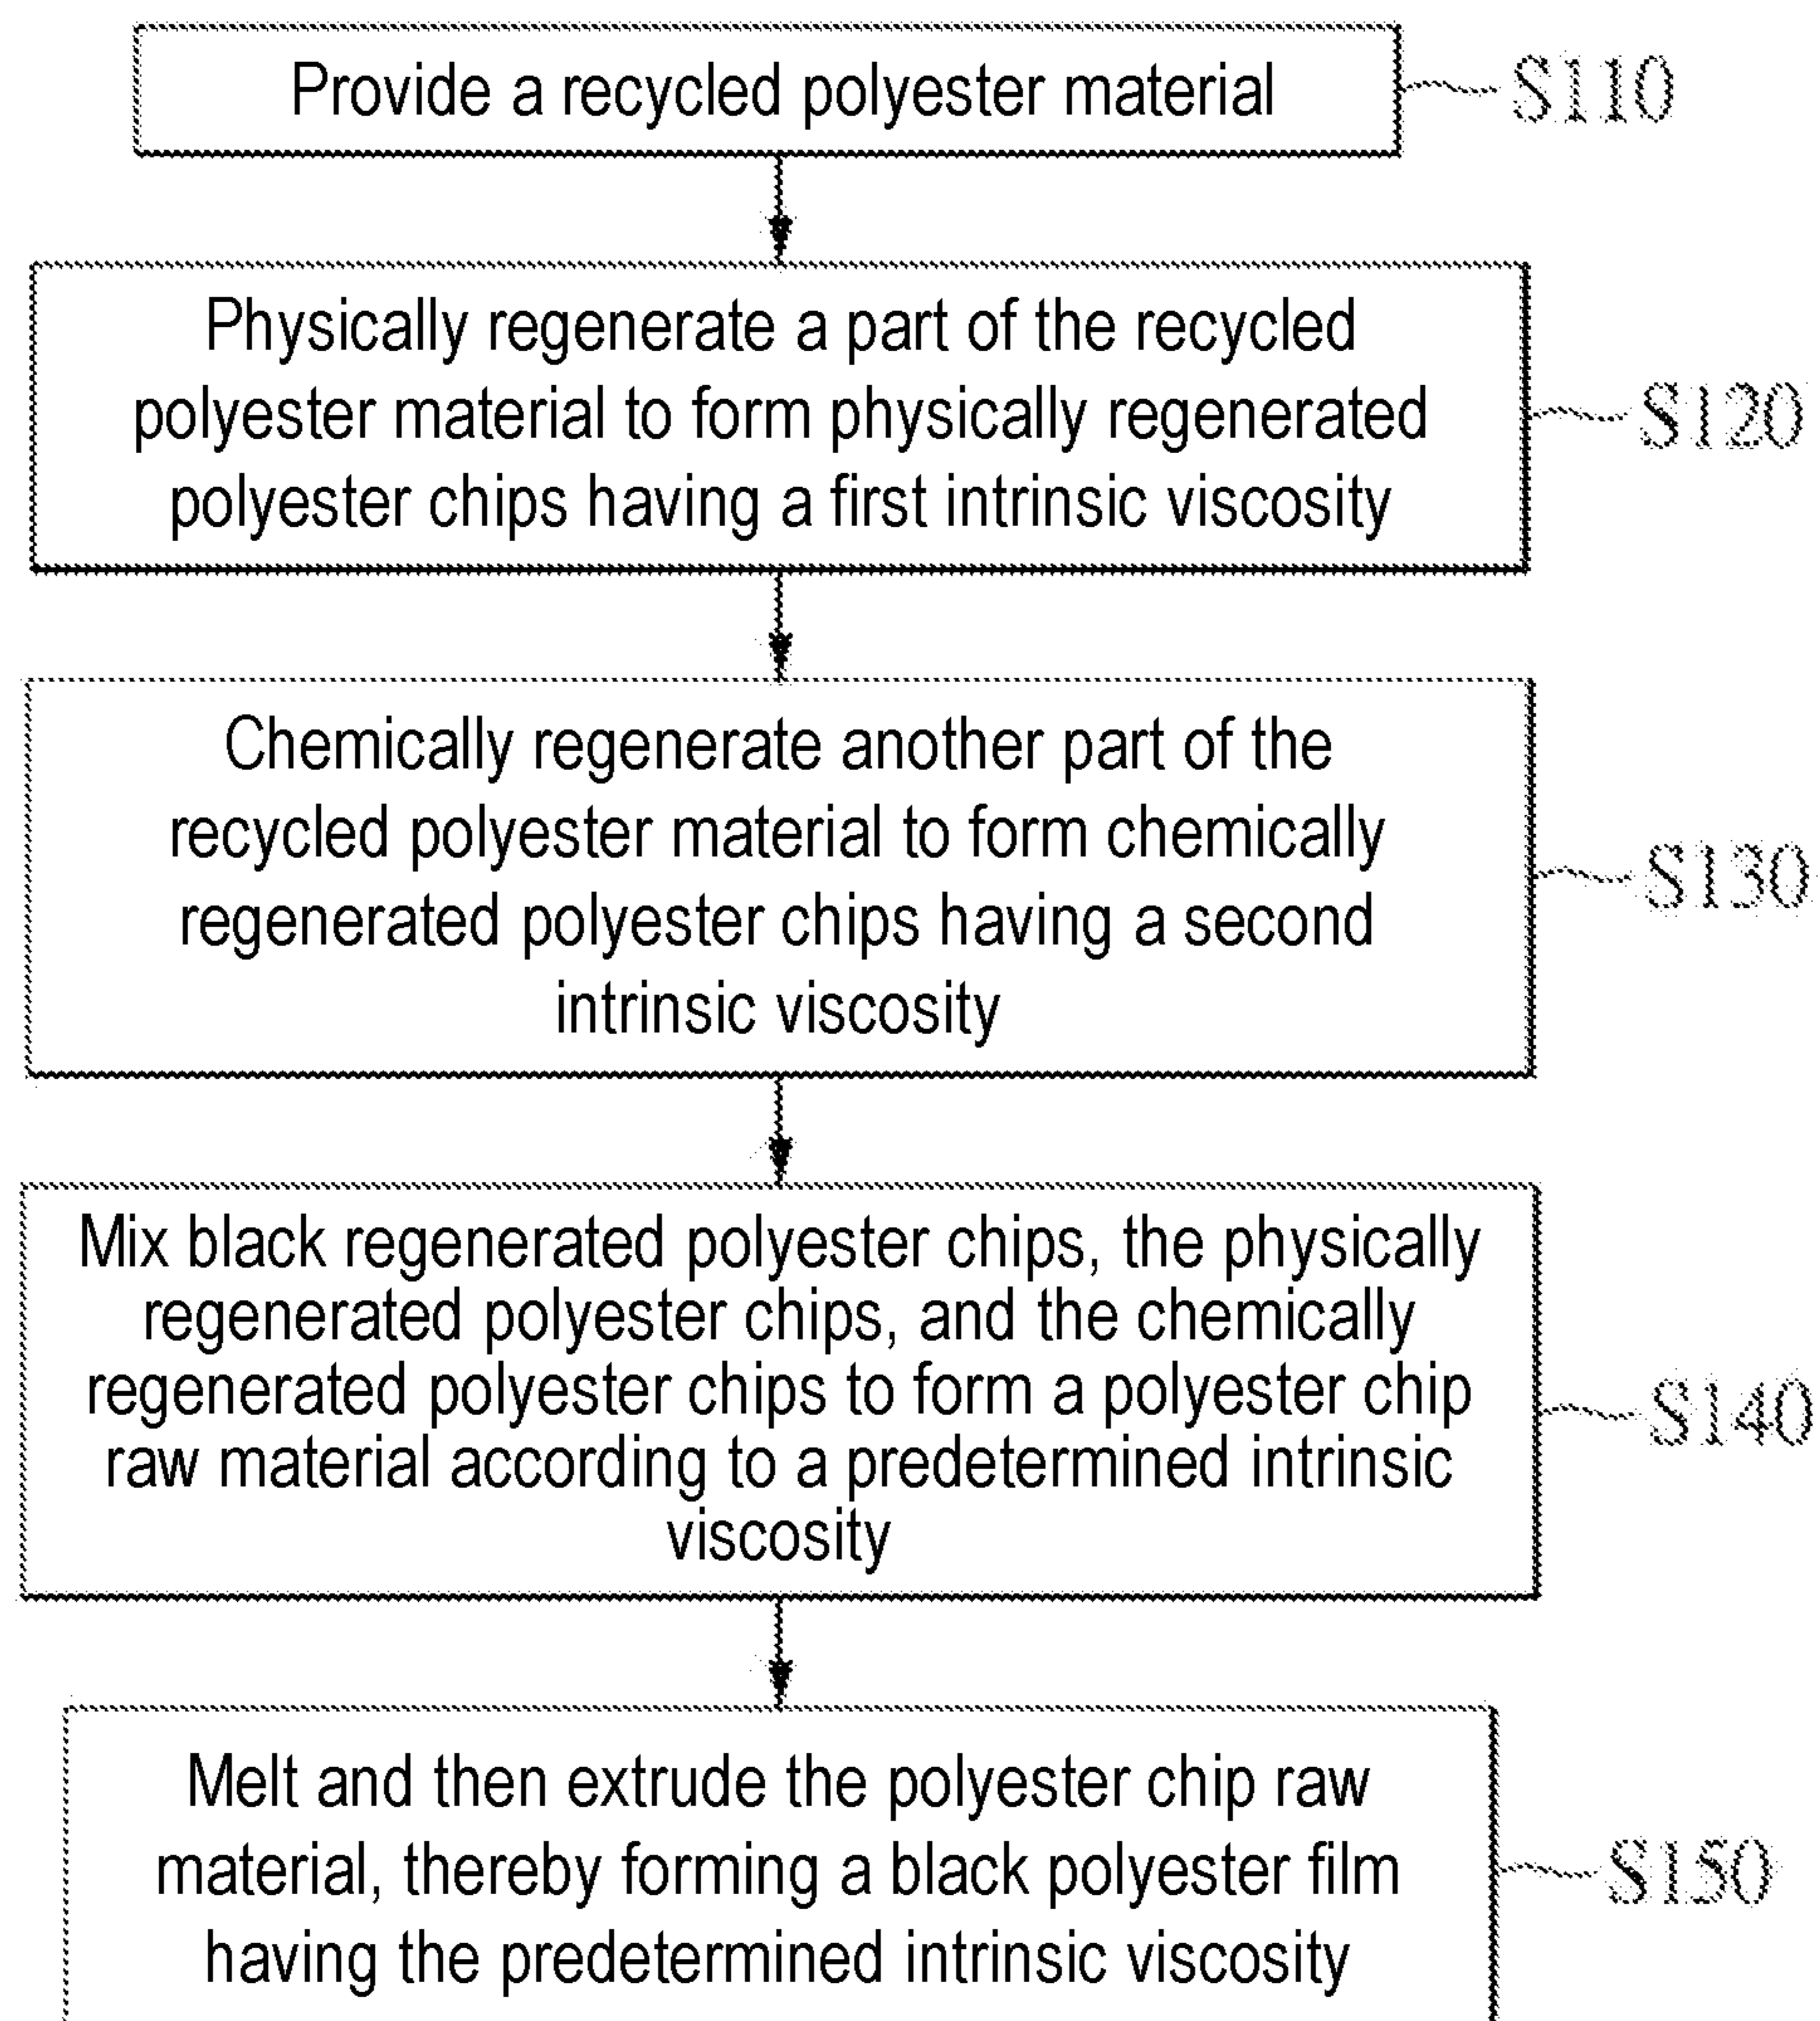 Provide a recycled polyester material
S110
Physically regenerate a part of the recycled
polyester material to form physically regenerated
polyester chips having a first intrinsic viscosity
S120
Chemically regenerate another part of the
recycled polyester material to form chemically
regenerated polyester chips having a second
intrinsic viscosity
S130
Mix black regenerated polyester chips, the physically
regenerated polyester chips, and the chemically
regenerated polyester chips to form a polyester chip
raw material according to a predetermined intrinsic
viscosity
S140
Melt and then extrude the polyester chip raw
material, thereby forming a black polyester film
having the predetermined intrinsic viscosity
S150